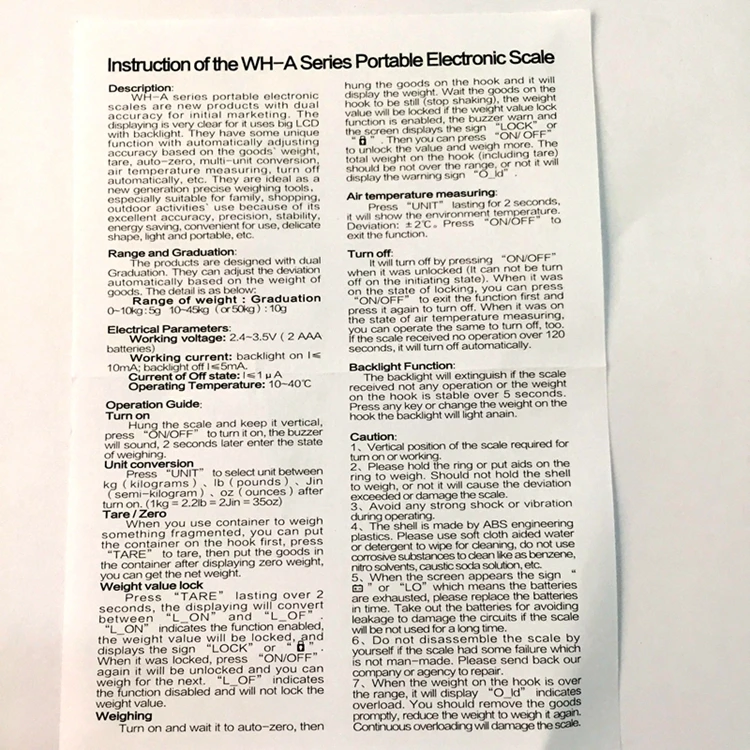 Instruction of the WH-A Series Portable Electronic Scale
Description:
WH-A series portable electronic
scales are new products with dual
accuracy for initial marketing. The
displaying is very clear for it uses big LCD
with backlight. They have some unique
function with automatically adjusting
accuracy based on the goods' weight,
tare, auto-zero, multi-unit conversion,
air temperature measuring, turn off
automatically, etc. They are ideal as a
new generation precise weighing tools,
especially suitable for family, shopping,
outdoor activities' use because of its
excellent accuracy, precision, stability,
energy saving, convenient for use, delicate
shape, light and portable, etc.
Range and Graduation:
The products are designed with dual
Graduation. They can adjust the deviation
automatically based on the weight of
goods. The detail is as below:
Range of weight : Graduation
0~10kg:5g 10~45kg (or50kg) :10g
Electrical Parameters:
Working voltage: 2.4~3.5V ( 2 AAA
batteries)
Working current: backlight on I≤
10mA; backlight off I≤5mA.
Current of Off state: I≤1 μ A
Operating Temperature: 10~40℃
Operation Guide:
Turn on
Hung the scale and keep it vertical,
press "ON/OFF" to turn it on, the buzzer
will sound, 2 seconds later enter the state
of weighing.
Unit conversion
Press "UNIT" to select unit between
kg ( kilograms ) 、 lb ( pounds ) 、 Jin
( semi-kilogram ) 、 oz ( ounces ) after
turn on. (1kg = 2.2lb = 2Jin = 35oz)
Tare / Zero
When you use container to weigh
something fragmented, you can put
the container on the hook first, press
"TARE" to tare, then put the goods in
the container after displaying zero weight,
you can get the net weight.
Weight value lock
Press "TARE" lasting over 2
seconds, the displaying will convert
between "L_ON" and "L_OF" .
"L_ON" indicates the function enabled,
the weight value will be locked, and
displays the sign "LOCK" or " 🔒 ".
When it was locked, press "ON/OFF"
again it will be unlocked and you can
weigh for the next. "L_OF" indicates
the function disabled and will not lock the
weight value.
Weighing
Turn on and wait it to auto-zero, then
hung the goods on the hook and it will
display the weight. Wait the goods on the
hook to be still (stop shaking), the weight
value will be locked if the weight value lock
function is enabled, the buzzer warn and
the screen displays the sign "LOCK" or
" 🔒 " . Then you can press "ON/ OFF"
to unlock the value and weigh more. The
total weight on the hook (including tare)
should be not over the range, or not it will
display the warning sign "O_ld" .
Air temperature measuring:
Press "UNIT" lasting for 2 seconds,
it will show the environment temperature.
Deviation: ±2℃。 Press "ON/OFF" to
exit the function.
Turn off:
It will turn off by pressing "ON/OFF"
when it was unlocked (It can not be turn
off on the initiating state). When it was
on the state of locking, you can press
"ON/OFF" to exit the function first and
press it again to turn off. When it was on
the state of air temperature measuring,
you can operate the same to turn off, too.
If the scale received no operation over 120
seconds, it will turn off automatically.
Backlight Function:
The backlight will extinguish if the scale
received not any operation or the weight
on the hook is stable over 5 seconds.
Press any key or change the weight on the
hook the backlight will light anain.
Caution:
1、Vertical position of the scale required for
turn on or working.
2、Please hold the ring or put aids on the
ring to weigh. Should not hold the shell
to weigh, or not it will cause the deviation
exceeded or damage the scale.
3、Avoid any strong shock or vibration
during operating.
4、The shell is made by ABS engineering
plastics. Please use soft cloth aided water
or detergent to wipe for cleaning, do not use
corrosive substances to clean like as benzene,
nitro solvents, caustic soda solution, etc.
5、When the screen appears the sign "
" or "LO" which means the batteries
are exhausted, please replace the batteries
in time. Take out the batteries for avoiding
leakage to damage the circuits if the scale
will be not used for a long time.
6、Do not disassemble the scale by
yourself if the scale had some failure which
is not man-made. Please send back our
company or agency to repair.
7、When the weight on the hook is over
the range, it will display "O_ld" indicates
overload. You should remove the goods
promptly, reduce the weight to weigh it again.
Continuous overloading will damage the scale.